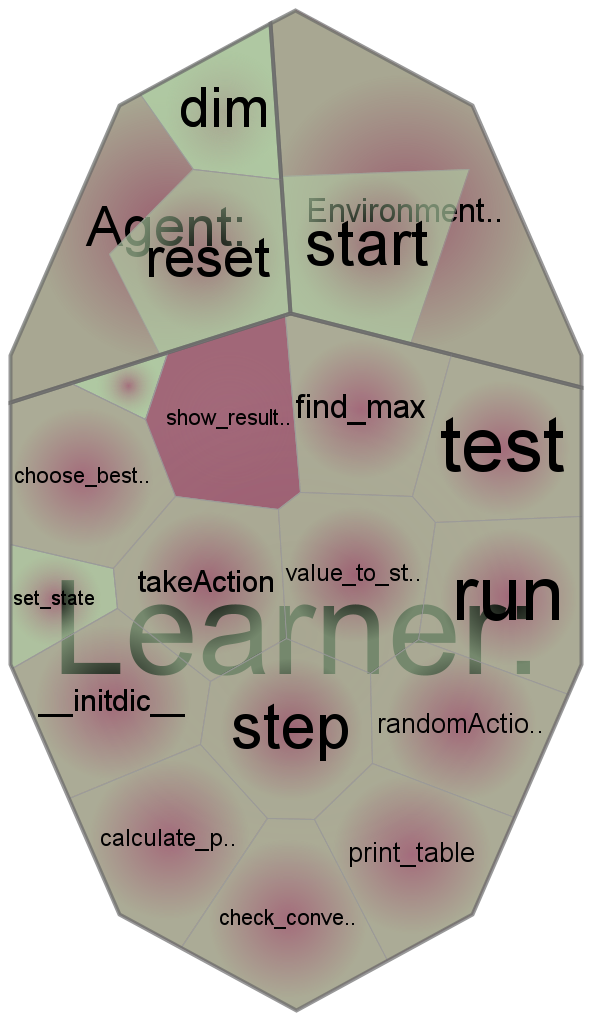 dim
Agent:
reset
Environment..
start
show_result..
find_max
test
choose_best..
set_state
takeAction
value_to_st..
run
Learner:
__initdic__
step
randomActio..
calculate_p..
print_table
check_conve..